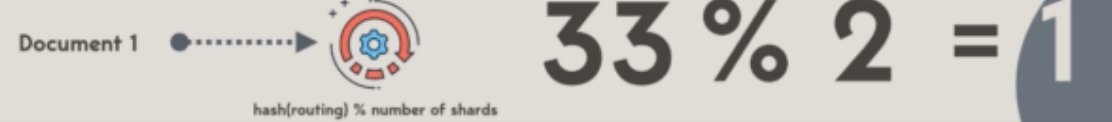 Document 1
33 % 2 = 1
hash(routing) % number of shards